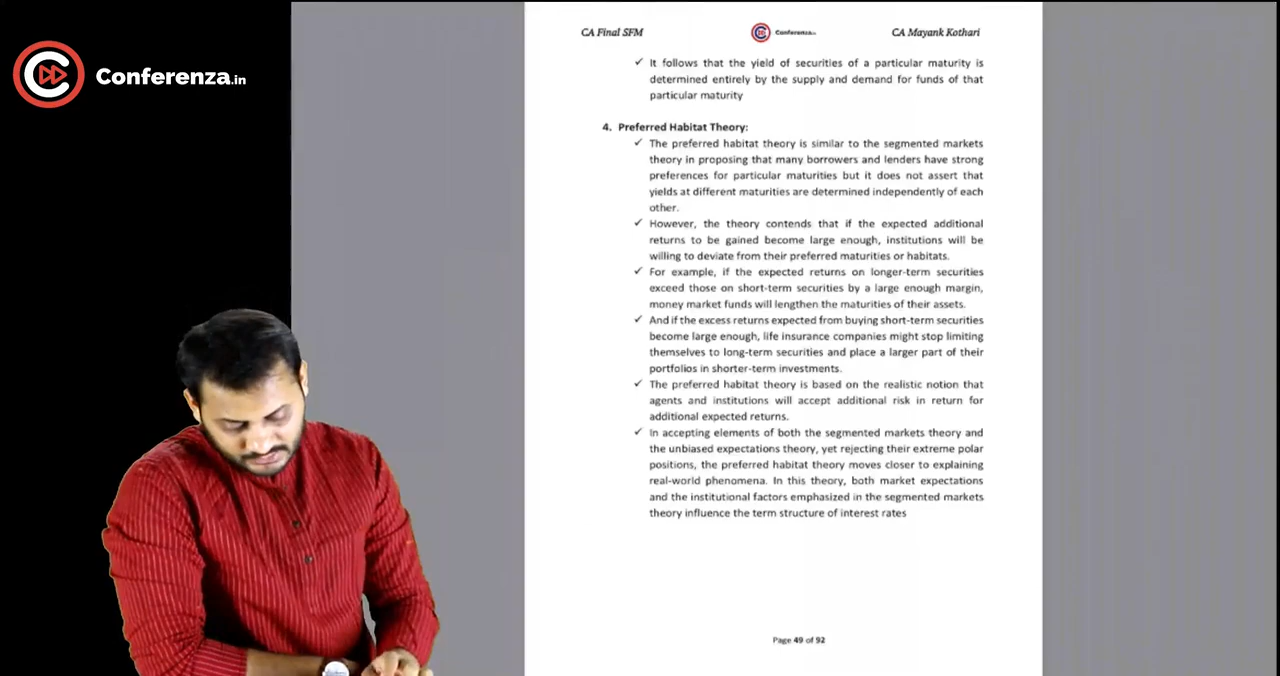 Conferenza.in
CA Final SFM
Conferenza.in
CA Mayank Kothari
✓ It follows that the yield of securities of a particular maturity is
determined entirely by the supply and demand for funds of that
particular maturity
4. Preferred Habitat Theory:
✓ The preferred habitat theory is similar to the segmented markets
theory in proposing that many borrowers and lenders have strong
preferences for particular maturities but it does not assert that
yields at different maturities are determined independently of each
other.
✓ However, the theory contends that if the expected additional
returns to be gained become large enough, institutions will be
willing to deviate from their preferred maturities or habitats.
✓ For example, if the expected returns on longer-term securities
exceed those on short-term securities by a large enough margin,
money market funds will lengthen the maturities of their assets.
✓ And if the excess returns expected from buying short-term securities
become large enough, life insurance companies might stop limiting
themselves to long-term securities and place a larger part of their
portfolios in shorter-term investments.
✓ The preferred habitat theory is based on the realistic notion that
agents and institutions will accept additional risk in return for
additional expected returns.
✓ In accepting elements of both the segmented markets theory and
the unbiased expectations theory, yet rejecting their extreme polar
positions, the preferred habitat theory moves closer to explaining
real-world phenomena. In this theory, both market expectations
and the institutional factors emphasized in the segmented markets
theory influence the term structure of interest rates
Page 49 of 92